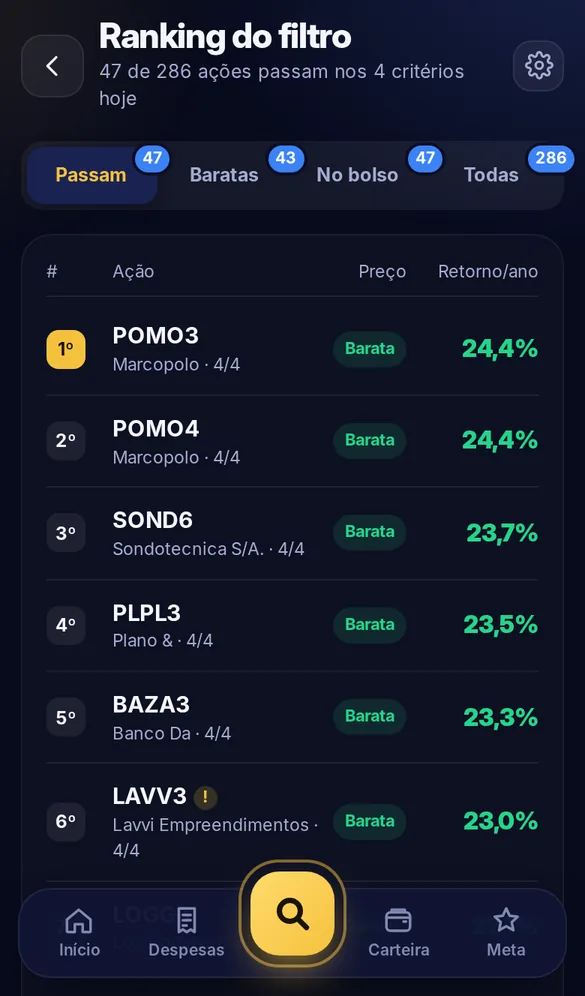 Ranking do filtro
47 de 286 ações passam nos 4 critérios
hoje
Passam 47
Baratas 43
No bolso 47
Todas 286
# Ação Preço Retorno/ano
1º POMO3 Barata 24,4%
Marcopolo · 4/4
2º POMO4 Barata 24,4%
Marcopolo · 4/4
3º SOND6 Barata 23,7%
Sondotecnica S/A. · 4/4
4º PLPL3 Barata 23,5%
Plano & · 4/4
5º BAZA3 Barata 23,3%
Banco Da · 4/4
6º LAVV3 ! Barata 23,0%
Lavvi Empreendimentos ·
4/4
Início Despesas Carteira Meta